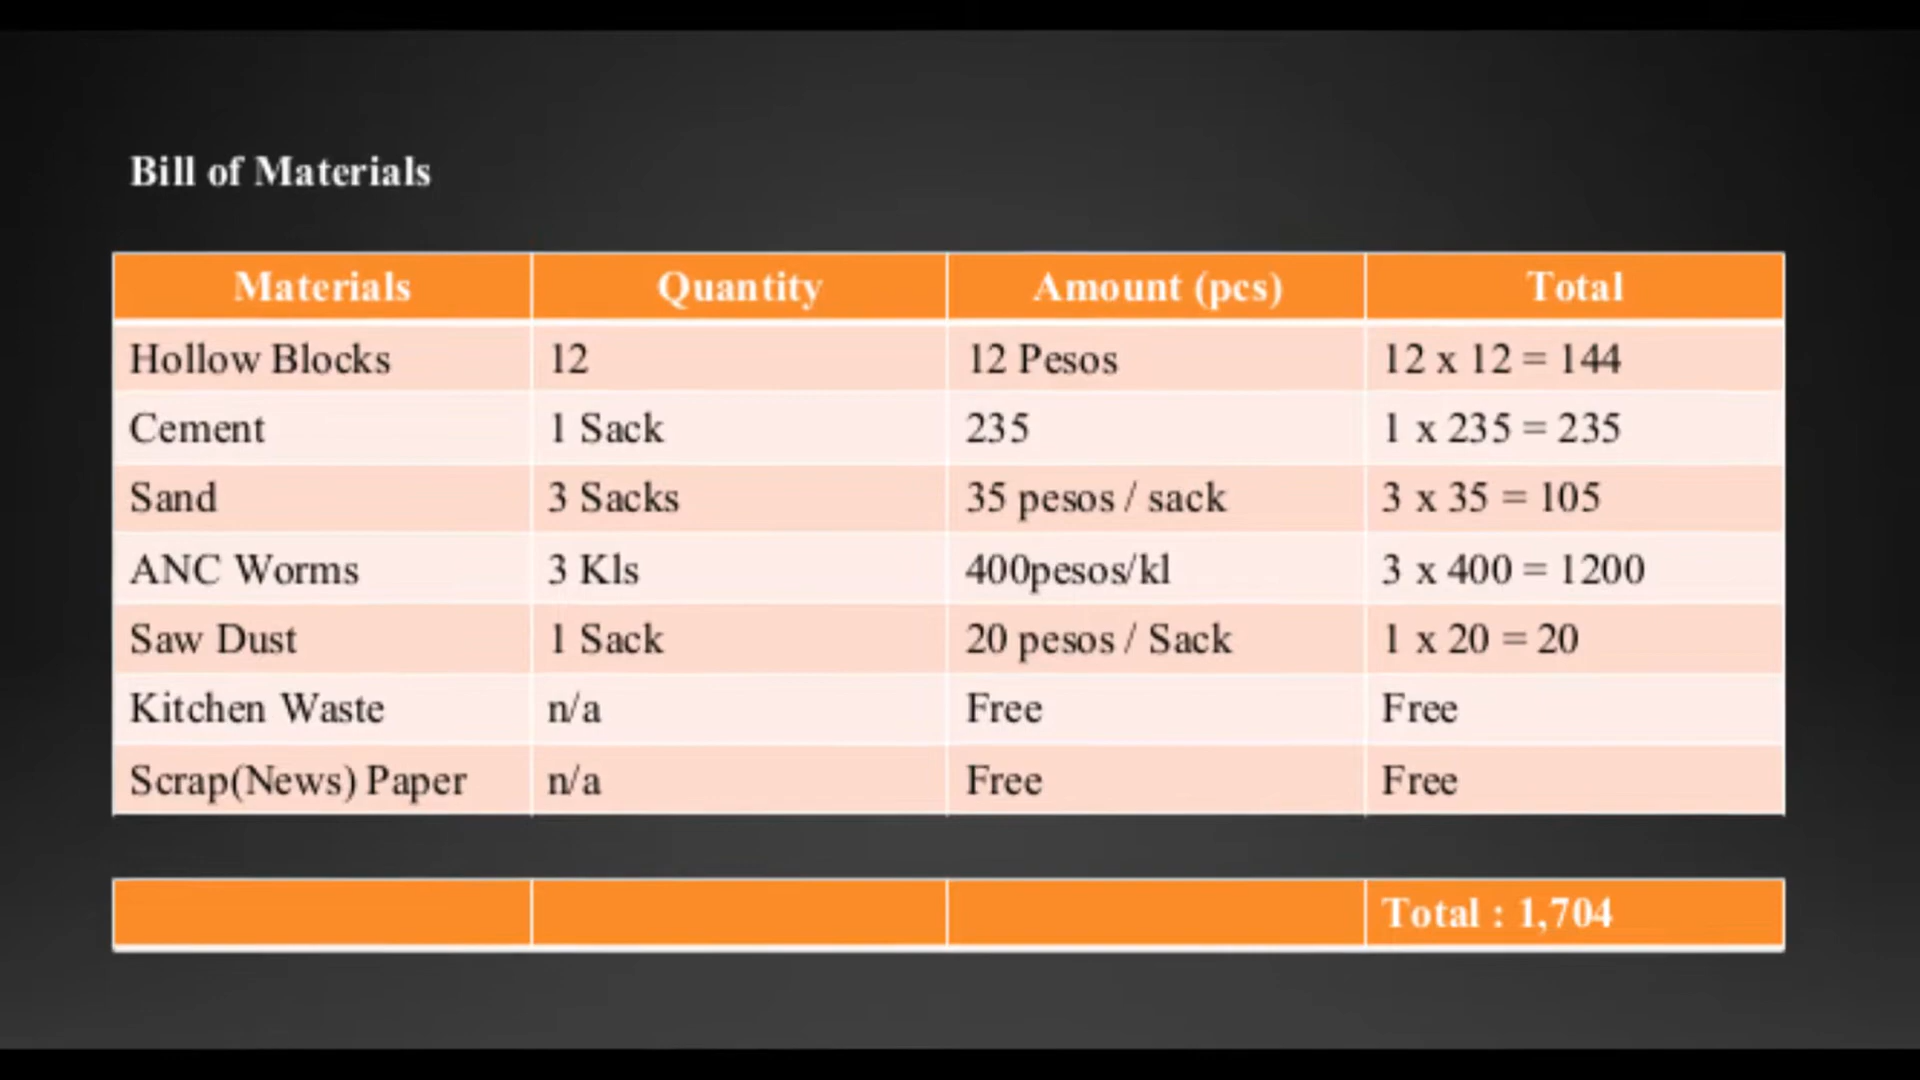 Bill of Materials
Materials Quantity Amount (pcs) Total
Hollow Blocks 12 12 Pesos 12 x 12 = 144
Cement 1 Sack 235 1 x 235 = 235
Sand 3 Sacks 35 pesos / sack 3 x 35 = 105
ANC Worms 3 Kls 400pesos/kl 3 x 400 = 1200
Saw Dust 1 Sack 20 pesos / Sack 1 x 20 = 20
Kitchen Waste n/a Free Free
Scrap(News) Paper n/a Free Free
Total : 1,704